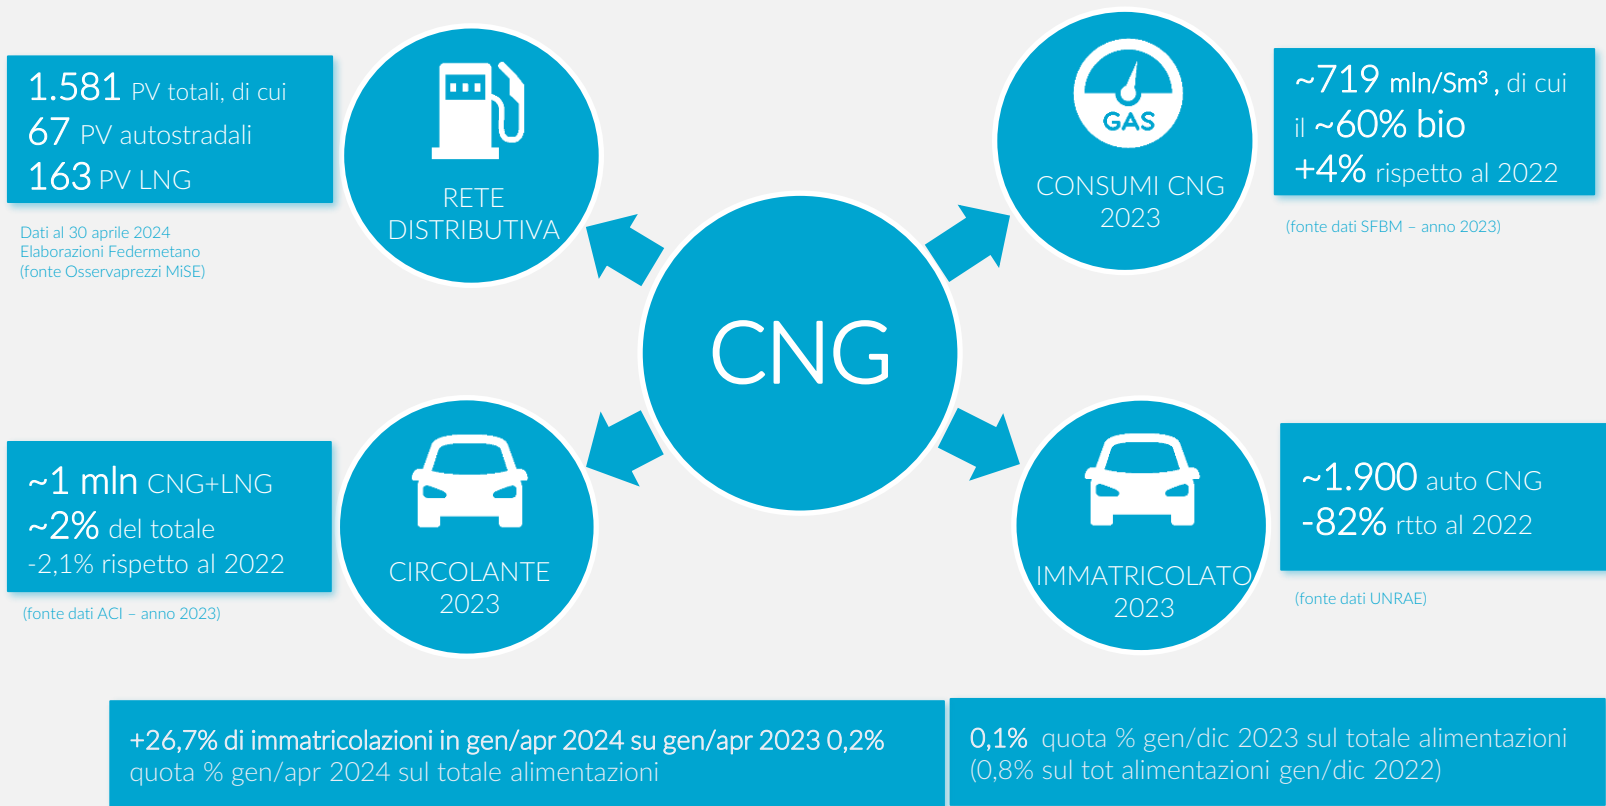 1.581 PV totali, di cui
67 PV autostradali
163 PV LNG
Dati al 30 aprile 2024
Elaborazioni Federmetano
(fonte Osservaprezzi MiSE)
RETE
DISTRIBUTIVA
GAS
CONSUMI CNG
2023
~719 mln/Sm³, di cui
il ~60% bio
+4% rispetto al 2022
(fonte dati SFBM – anno 2023)
CNG
~1 mln CNG+LNG
~2% del totale
-2,1% rispetto al 2022
(fonte dati ACI – anno 2023)
CIRCOLANTE
2023
IMMATRICOLATO
2023
~1.900 auto CNG
-82% rtto al 2022
(fonte dati UNRAE)
+26,7% di immatricolazioni in gen/apr 2024 su gen/apr 2023 0,2%
quota % gen/apr 2024 sul totale alimentazioni
0,1% quota % gen/dic 2023 sul totale alimentazioni
(0,8% sul tot alimentazioni gen/dic 2022)